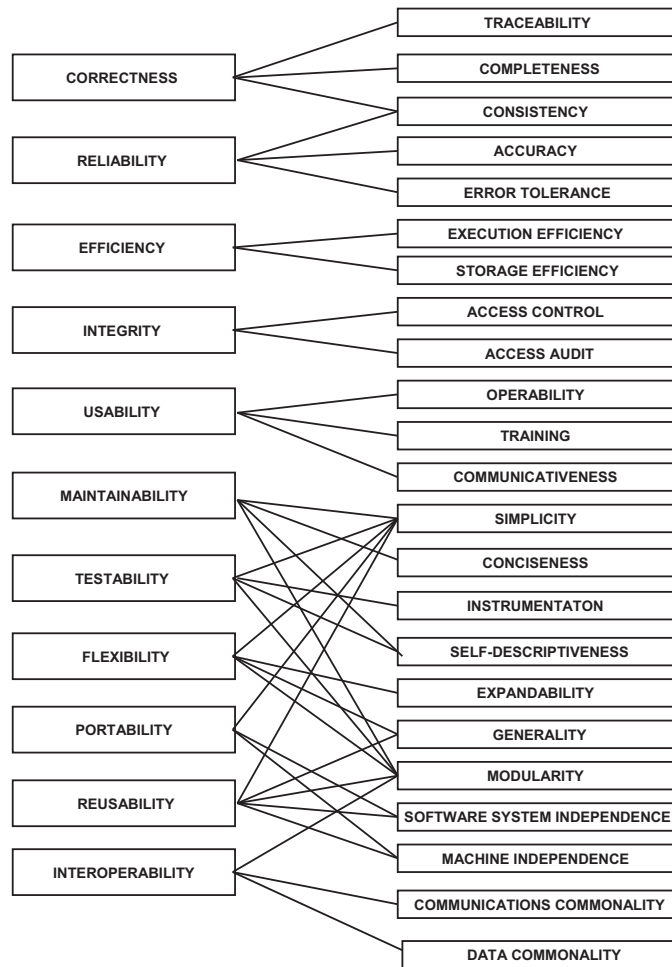 TRACEABILITY
CORRECTNESS
COMPLETENESS
CONSISTENCY
RELIABILITY
ACCURACY
ERROR TOLERANCE
EFFICIENCY
EXECUTION EFFICIENCY
STORAGE EFFICIENCY
INTEGRITY
ACCESS CONTROL
ACCESS AUDIT
USABILITY
OPERABILITY
TRAINING
COMMUNICATIVENESS
MAINTAINABILITY
SIMPLICITY
CONCISENESS
TESTABILITY
INSTRUMENTATON
FLEXIBILITY
SELF-DESCRIPTIVENESS
EXPANDABILITY
PORTABILITY
GENERALITY
MODULARITY
REUSABILITY
SOFTWARE SYSTEM INDEPENDENCE
MACHINE INDEPENDENCE
INTEROPERABILITY
COMMUNICATIONS COMMONALITY
DATA COMMONALITY